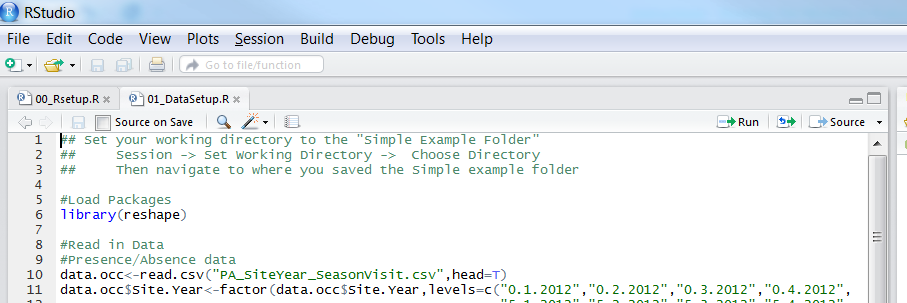 RStudio
File Edit Code View Plots Session Build Debug Tools Help
Go to file/function
00_Rsetup.R 01_DataSetup.R
Source on Save Run Source
1 ## Set your working directory to the "Simple Example Folder"
2 ## Session -> Set Working Directory -> Choose Directory
3 ## Then navigate to where you saved the Simple example folder
4
5 #Load Packages
6 library(reshape)
7
8 #Read in Data
9 #Presence/Absence data
10 data.occ<-read.csv("PA_SiteYear_SeasonVisit.csv",head=T)
11 data.occ$Site.Year<-factor(data.occ$Site.Year,levels=c("0.1.2012","0.2.2012","0.3.2012","0.4.2012",